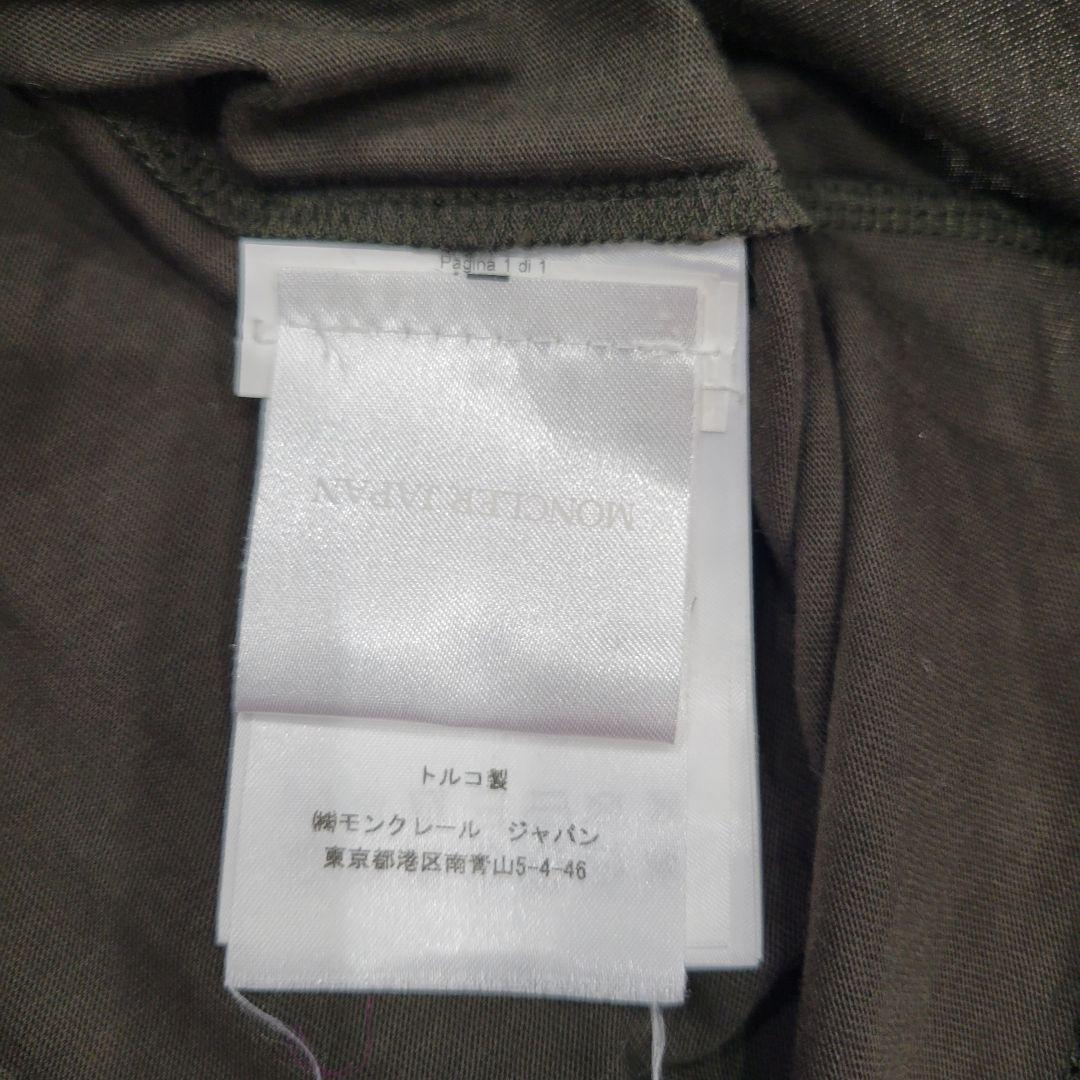 Pagina 1 di 1
MONCLER JAPAN
トルコ製
㈱モンクレール ジャパン
東京都港区南青山5-4-46